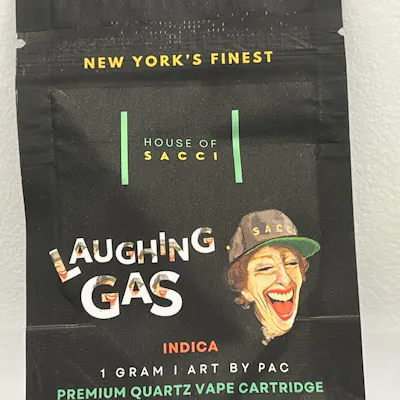 NEW YORK'S FINEST
HOUSE OF
SACCI
LAUGHING
GAS
SACCI
INDICA
1 GRAM | ART BY PAC
PREMIUM QUARTZ VAPE CARTRIDGE